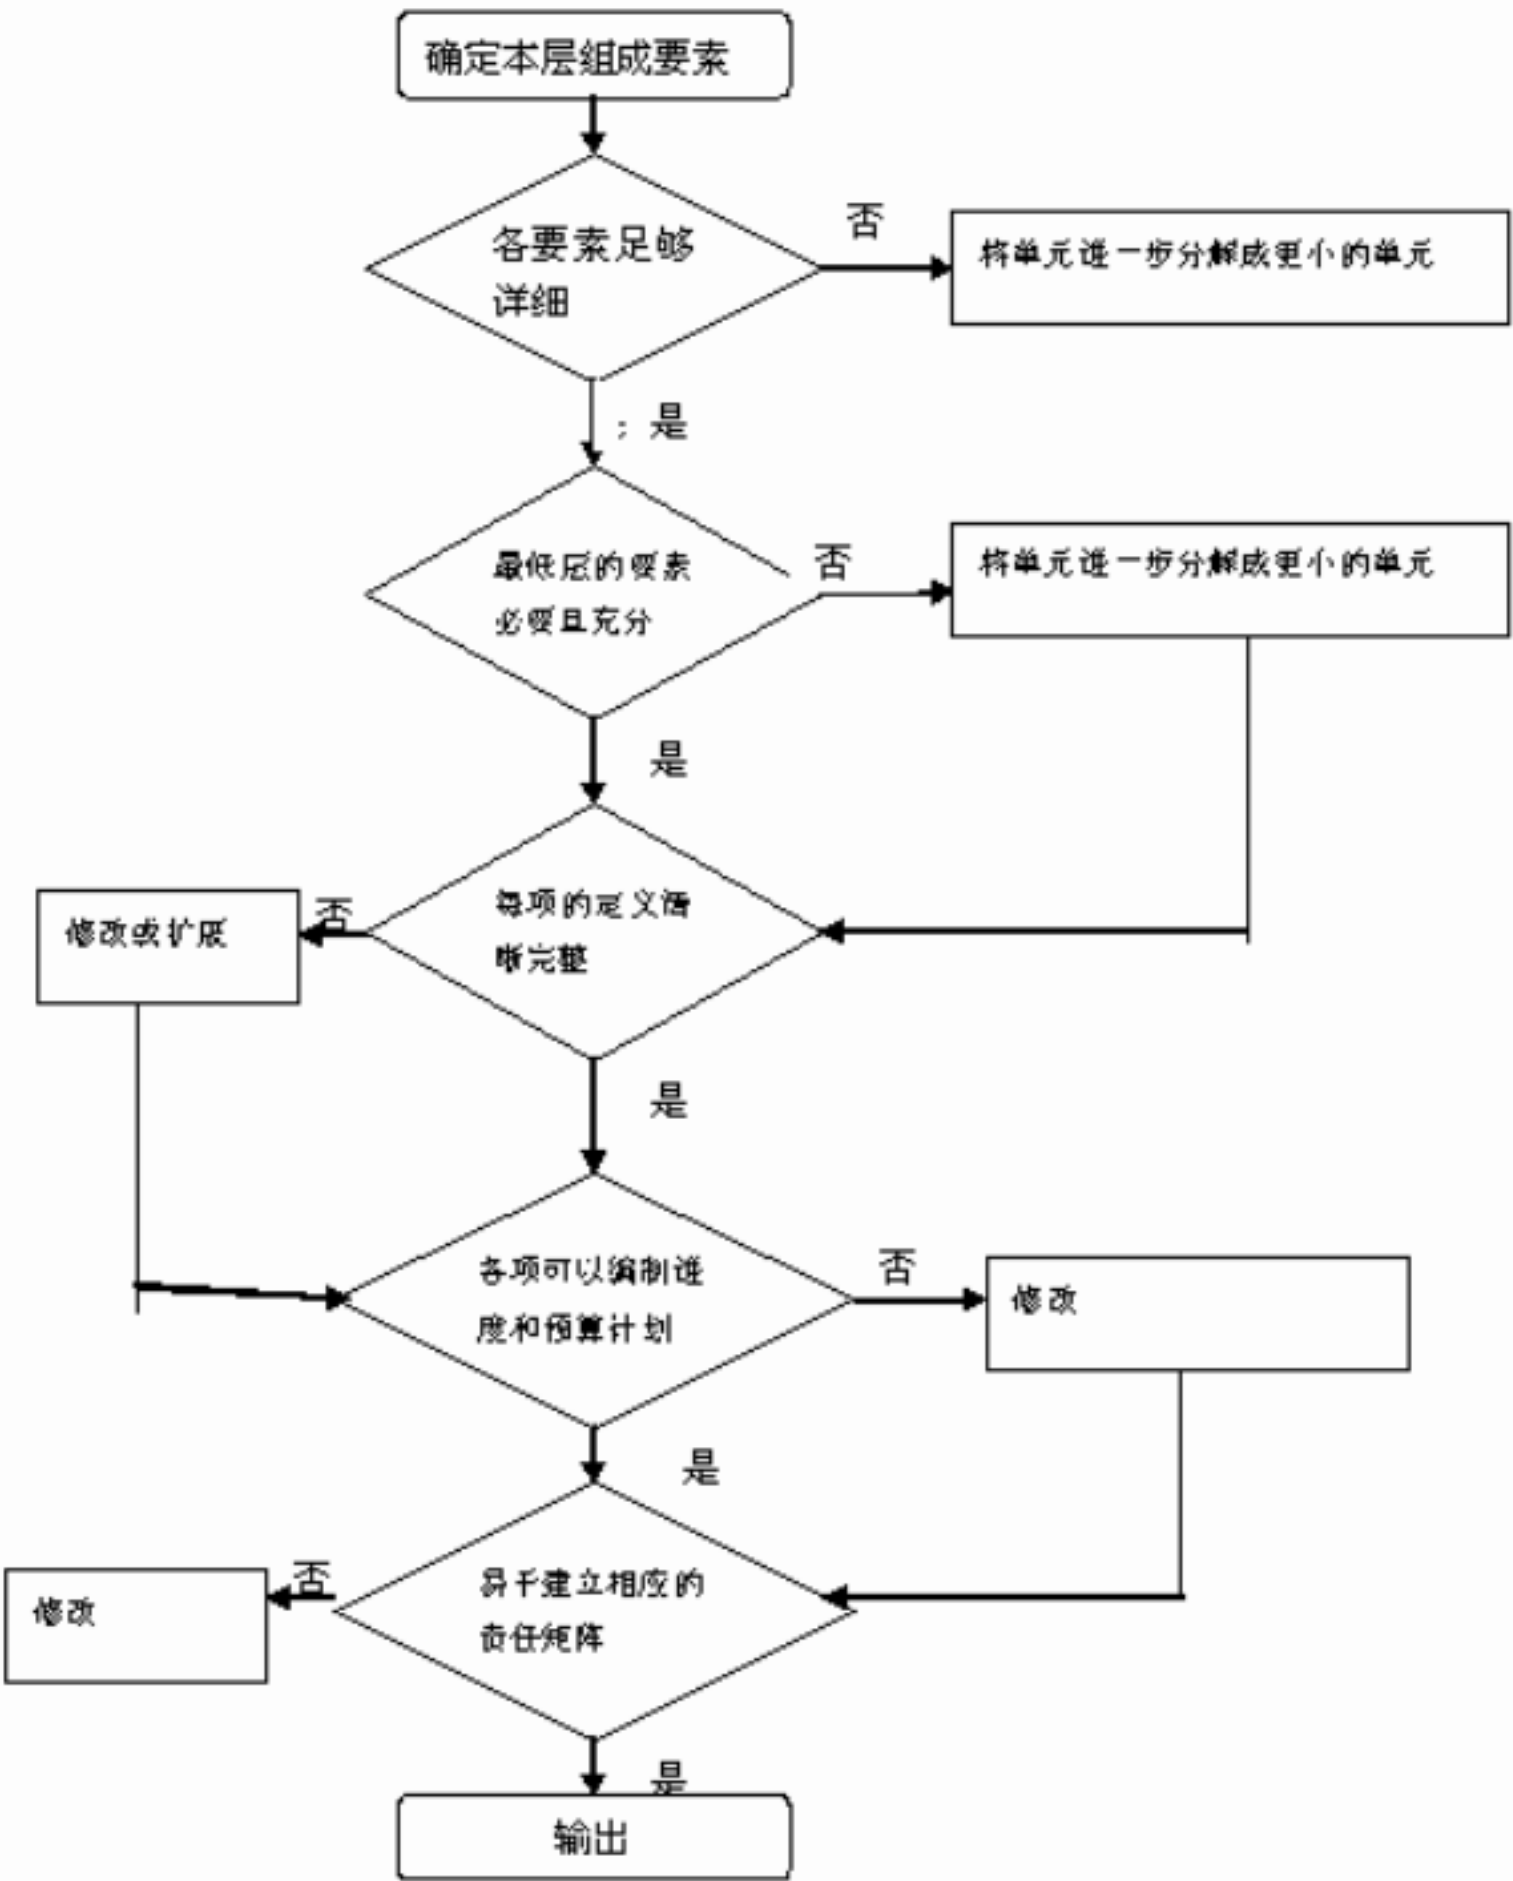 确定本层组成要素
各要素足够
详细
否
将单元进一步分解成更小的单元
; 是
最低层的要素
必要且充分
否
将单元进一步分解成更小的单元
是
每项的定义清
晰完整
否
修改或扩展
是
各项可以编制进
度和预算计划
否
修改
是
易于建立相应的
责任矩阵
否
修改
是
输出